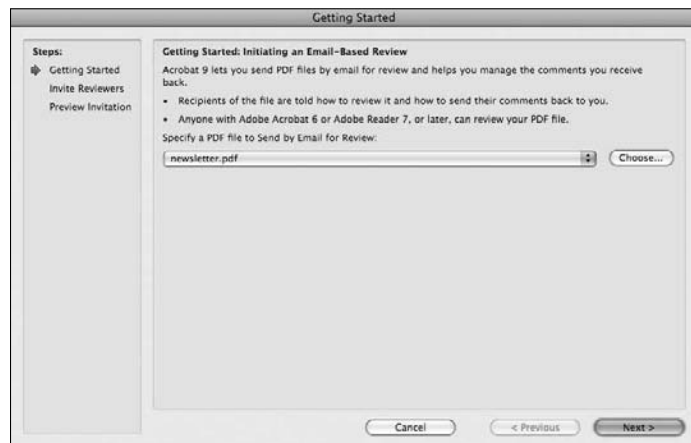 Getting Started
Steps:
Getting Started
Invite Reviewers
Preview Invitation
Getting Started: Initiating an Email-Based Review
Acrobat 9 lets you send PDF files by email for review and helps you manage the comments you receive
back.
• Recipients of the file are told how to review it and how to send their comments back to you.
• Anyone with Adobe Acrobat 6 or Adobe Reader 7, or later, can review your PDF file.
Specify a PDF file to Send by Email for Review:
newsletter.pdf
Choose...
Cancel
< Previous
Next >